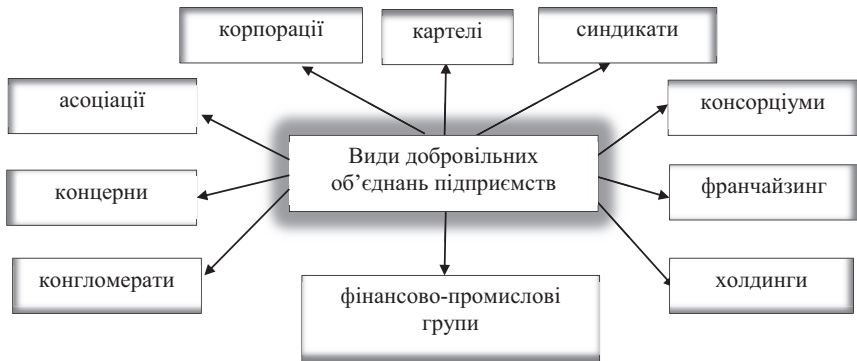 корпорації
картелі
синдикати
асоціації
консорціуми
Види добровільних
об’єднань підприємств
концерни
франчайзинг
конгломерати
фінансово-промислові
групи
холдинги